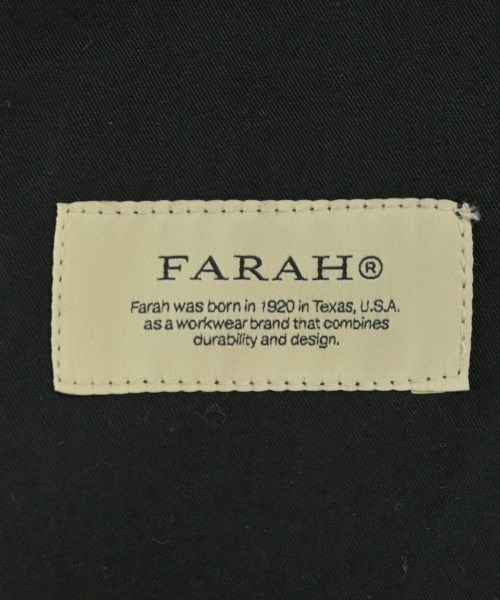 FARAH®
Farah was born in 1920 in Texas, U.S.A.
as a workwear brand that combines
durability and design.